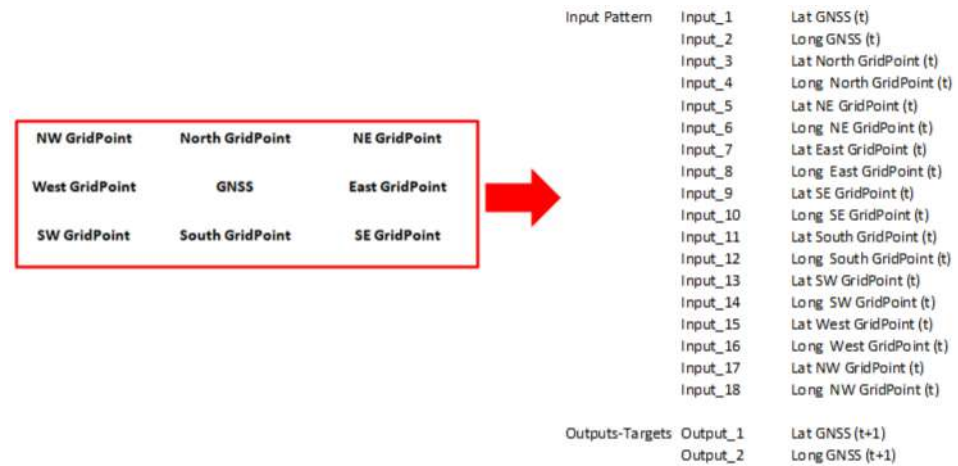 NW GridPoint North GridPoint NE GridPoint
West GridPoint GNSS East GridPoint
SW GridPoint South GridPoint SE GridPoint
Input Pattern Input_1 Lat GNSS (t)
Input_2 Long GNSS (t)
Input_3 Lat North GridPoint (t)
Input_4 Long North GridPoint (t)
Input_5 Lat NE GridPoint (t)
Input_6 Long NE GridPoint (t)
Input_7 Lat East GridPoint (t)
Input_8 Long East GridPoint (t)
Input_9 Lat SE GridPoint (t)
Input_10 Long SE GridPoint (t)
Input_11 Lat South GridPoint (t)
Input_12 Long South GridPoint (t)
Input_13 Lat SW GridPoint (t)
Input_14 Long SW GridPoint (t)
Input_15 Lat West GridPoint (t)
Input_16 Long West GridPoint (t)
Input_17 Lat NW GridPoint (t)
Input_18 Long NW GridPoint (t)
Outputs-Targets Output_1 Lat GNSS (t+1)
Output_2 Long GNSS (t+1)